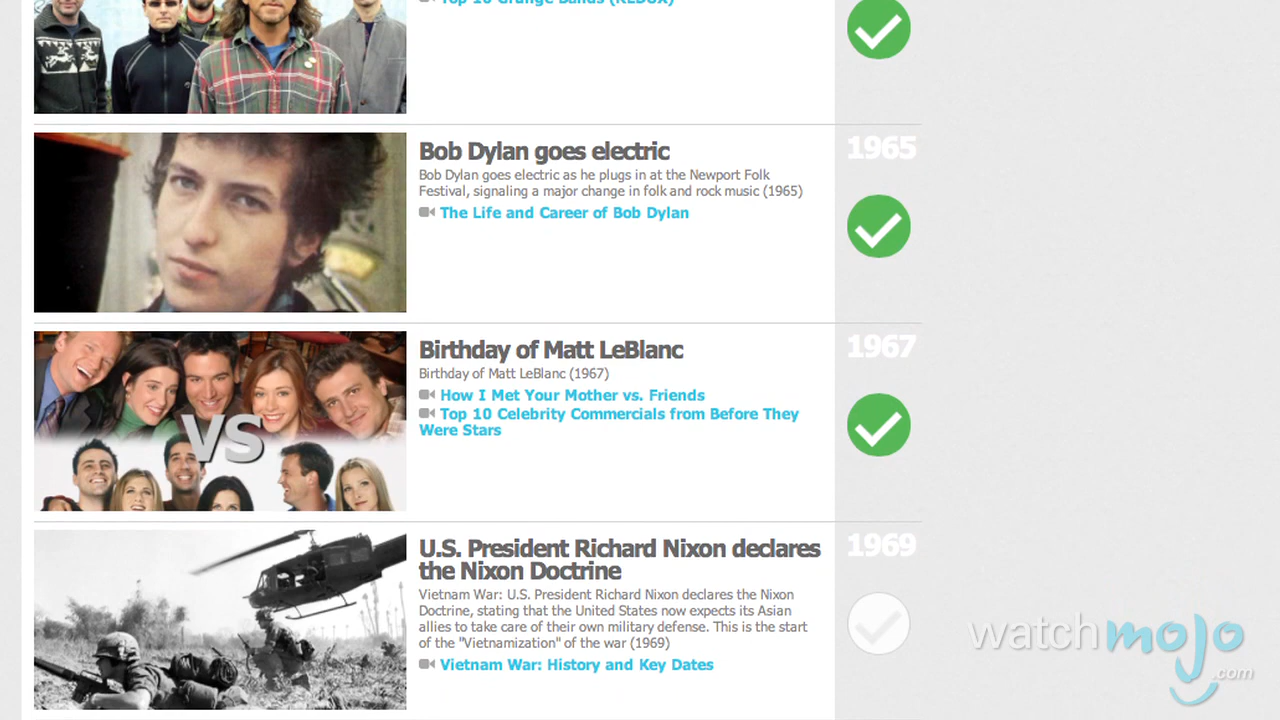 Top 10 Grunge Bands (REDUX)
1965
Bob Dylan goes electric
Bob Dylan goes electric as he plugs in at the Newport Folk
Festival, signaling a major change in folk and rock music (1965)
The Life and Career of Bob Dylan
1967
Birthday of Matt LeBlanc
Birthday of Matt LeBlanc (1967)
How I Met Your Mother vs. Friends
Top 10 Celebrity Commercials from Before They
Were Stars
VS
1969
U.S. President Richard Nixon declares
the Nixon Doctrine
Vietnam War: U.S. President Richard Nixon declares the Nixon
Doctrine, stating that the United States now expects its Asian
allies to take care of their own military defense. This is the start
of the "Vietnamization" of the war (1969)
Vietnam War: History and Key Dates
watchmojo
.com